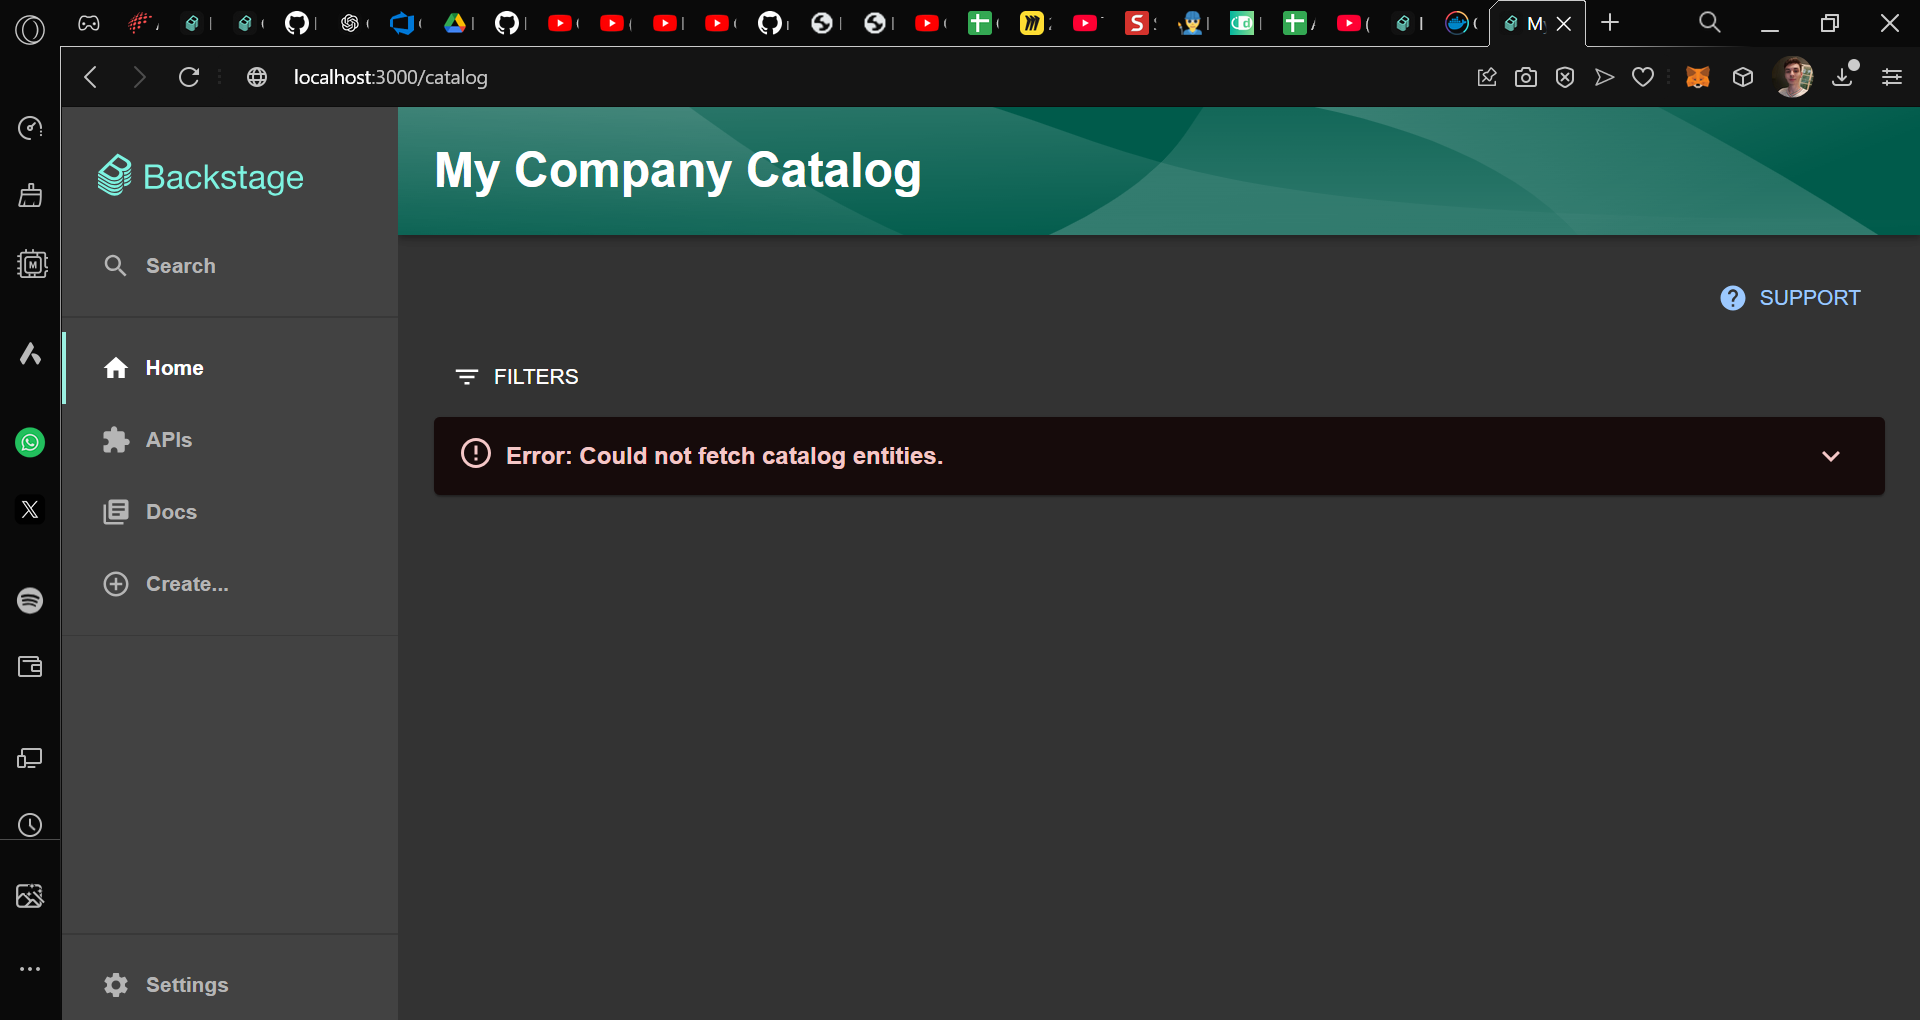 M
localhost:3000/catalog
Backstage
Search
Home
APIs
Docs
Create...
Settings
My Company Catalog
SUPPORT
FILTERS
Error: Could not fetch catalog entities.